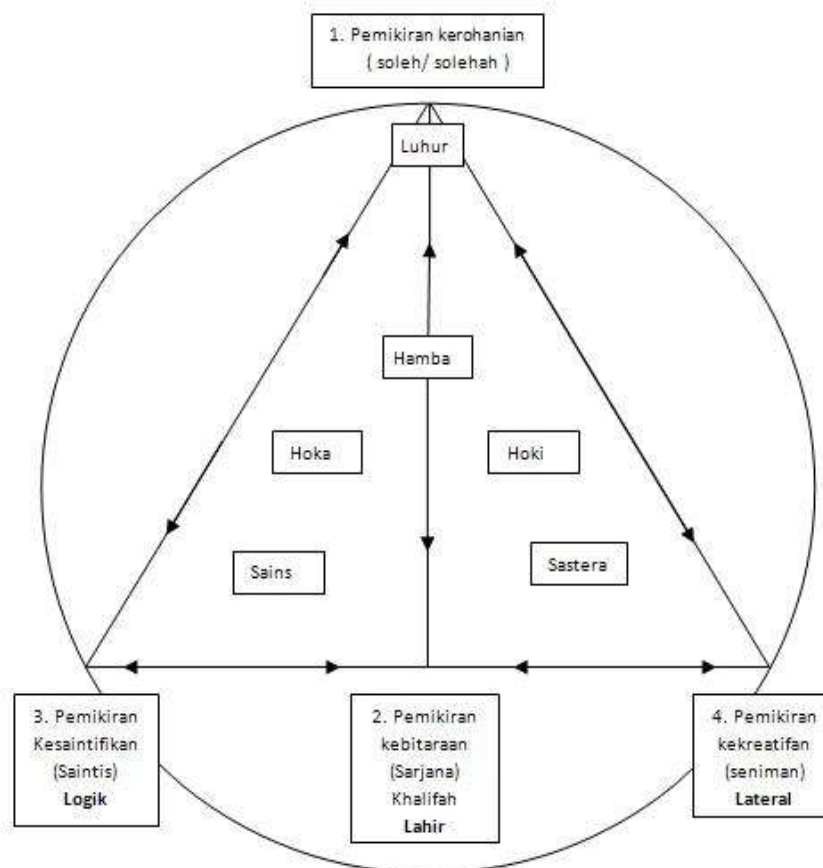 1. Pemikiran kerohanian
( soleh/ solehah )
Luhur
Hamba
Hoka
Hoki
Sains
Sastera
3. Pemikiran
Kesaintifikan
(Saintis)
Logik
2. Pemikiran
kebitaraan
(Sarjana)
Khalifah
Lahir
4. Pemikiran
kekreatifan
(seniman)
Lateral